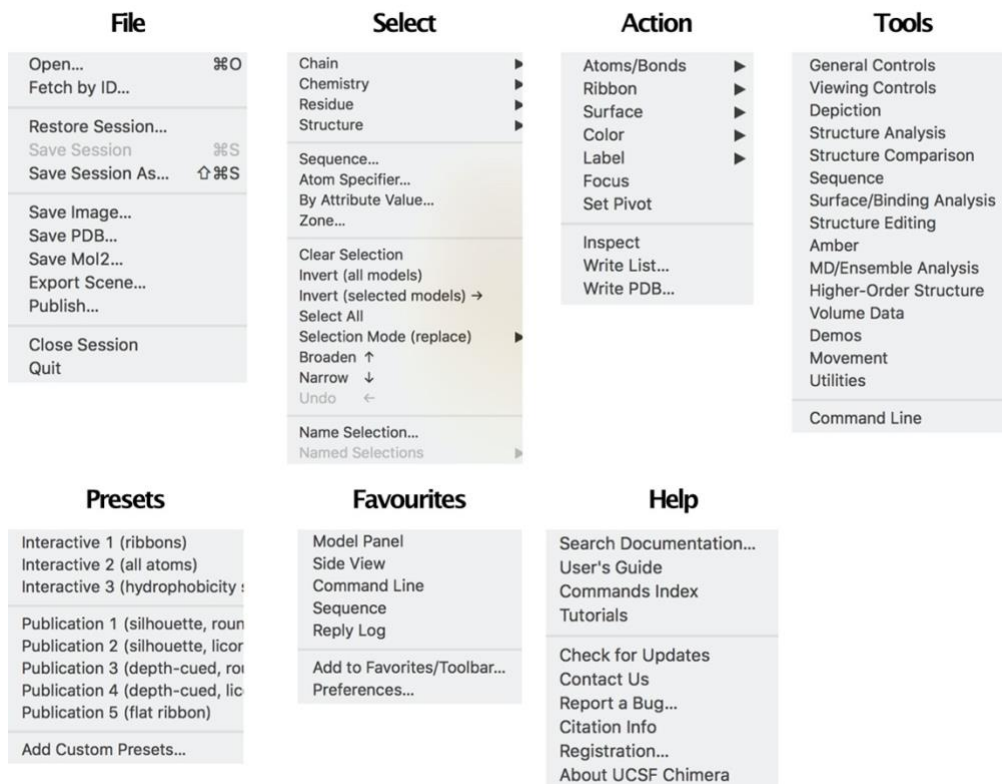 File
Open... ⌘O
Fetch by ID...
Restore Session...
Save Session ⌘S
Save Session As... ⇧⌘S
Save Image...
Save PDB...
Save Mol2...
Export Scene...
Publish...
Close Session
Quit
Select
Chain ▶
Chemistry ▶
Residue ▶
Structure ▶
Sequence...
Atom Specifier...
By Attribute Value...
Zone...
Clear Selection
Invert (all models)
Invert (selected models) →
Select All
Selection Mode (replace) ▶
Broaden ↑
Narrow ↓
Undo ←
Name Selection...
Named Selections ▶
Action
Atoms/Bonds ▶
Ribbon ▶
Surface ▶
Color ▶
Label ▶
Focus
Set Pivot
Inspect
Write List...
Write PDB...
Tools
General Controls
Viewing Controls
Depiction
Structure Analysis
Structure Comparison
Sequence
Surface/Binding Analysis
Structure Editing
Amber
MD/Ensemble Analysis
Higher-Order Structure
Volume Data
Demos
Movement
Utilities
Command Line
Presets
Interactive 1 (ribbons)
Interactive 2 (all atoms)
Interactive 3 (hydrophobicity
Publication 1 (silhouette, roun
Publication 2 (silhouette, licor
Publication 3 (depth-cued, rou
Publication 4 (depth-cued, lic
Publication 5 (flat ribbon)
Add Custom Presets...
Favourites
Model Panel
Side View
Command Line
Sequence
Reply Log
Add to Favorites/Toolbar...
Preferences...
Help
Search Documentation...
User's Guide
Commands Index
Tutorials
Check for Updates
Contact Us
Report a Bug...
Citation Info
Registration...
About UCSF Chimera